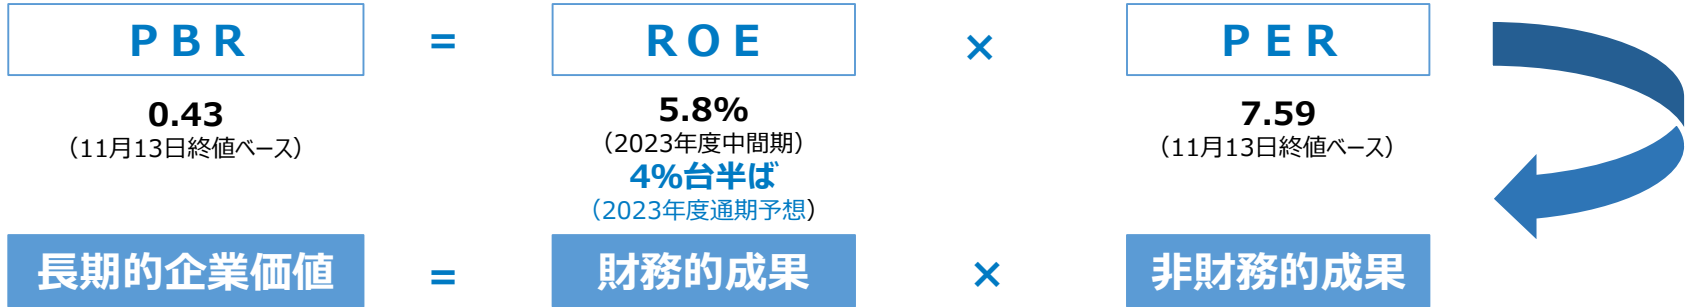 PBR = ROE × PER
0.43 5.8% 7.59
（11月13日終値ベース） （2023年度中間期） （11月13日終値ベース）
4%台半ば
（2023年度通期予想）
長期的企業価値 = 財務的成果 × 非財務的成果